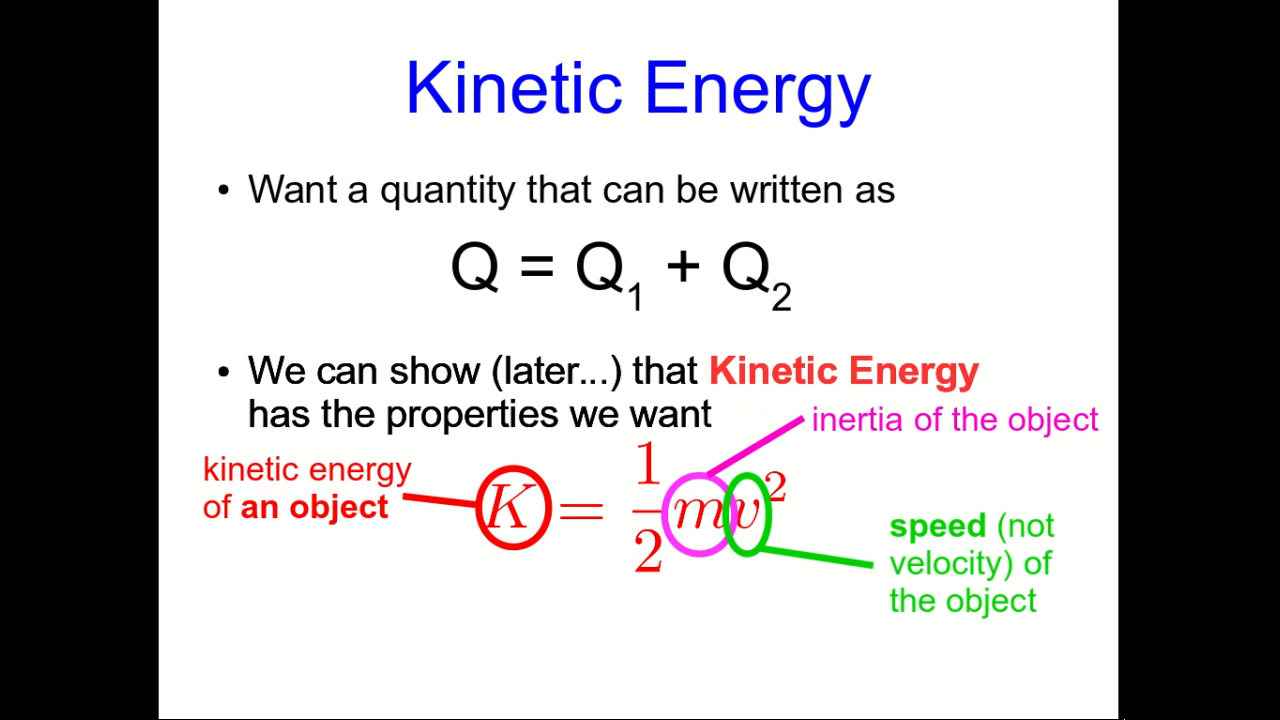 Kinetic Energy
• Want a quantity that can be written as
Q = Q₁ + Q₂
• We can show (later...) that Kinetic Energy
has the properties we want
inertia of the object
kinetic energy
of an object
K = 1/2 mv²
speed (not
velocity) of
the object